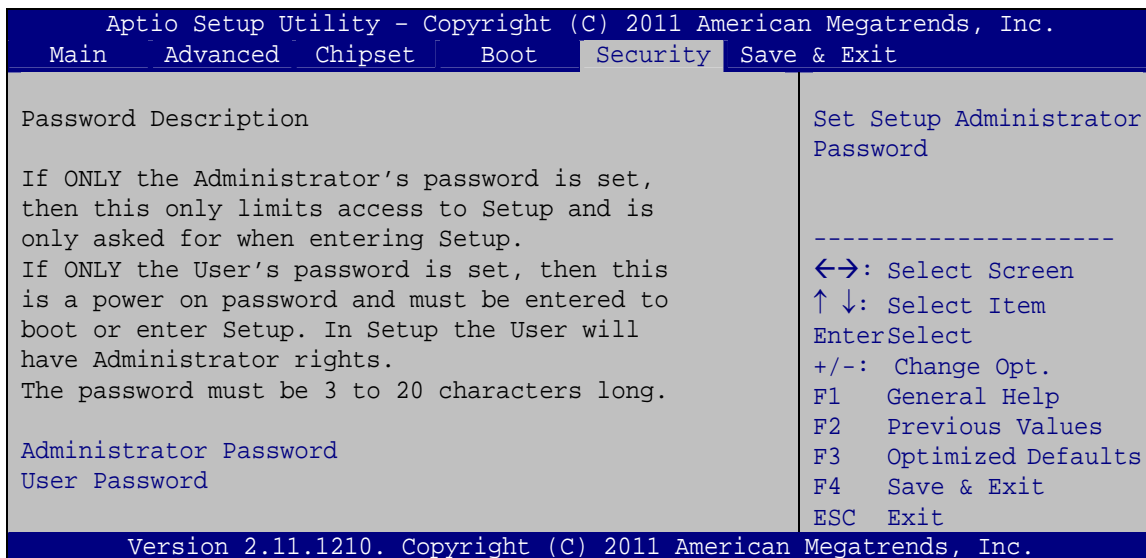 Aptio Setup Utility – Copyright (C) 2011 American Megatrends, Inc.
Main Advanced Chipset Boot Security Save & Exit
Password Description
If ONLY the Administrator’s password is set,
then this only limits access to Setup and is
only asked for when entering Setup.
If ONLY the User’s password is set, then this
is a power on password and must be entered to
boot or enter Setup. In Setup the User will
have Administrator rights.
The password must be 3 to 20 characters long.
Administrator Password
User Password
Set Setup Administrator
Password
---------------------
←→: Select Screen
↑ ↓: Select Item
EnterSelect
+/-: Change Opt.
F1 General Help
F2 Previous Values
F3 Optimized Defaults
F4 Save & Exit
ESC Exit
Version 2.11.1210. Copyright (C) 2011 American Megatrends, Inc.